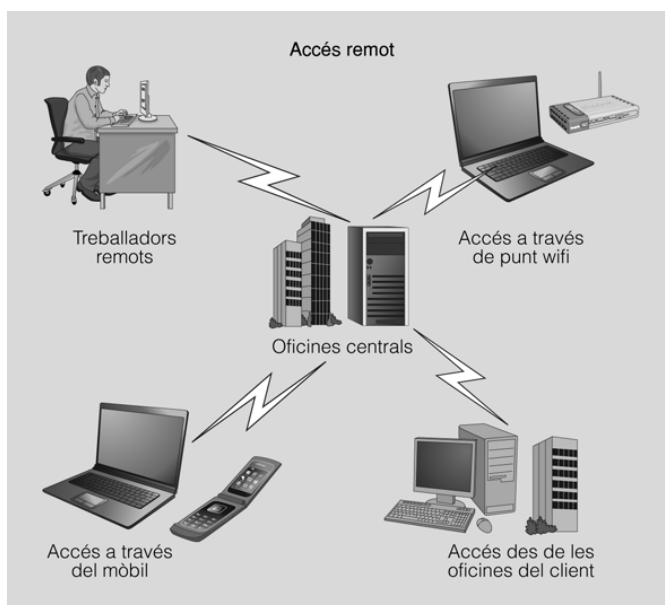 Accés remot
Treballadors
remots
Accés a través
de punt wifi
Oficines centrals
Accés a través
del mòbil
Accés des de les
oficines del client